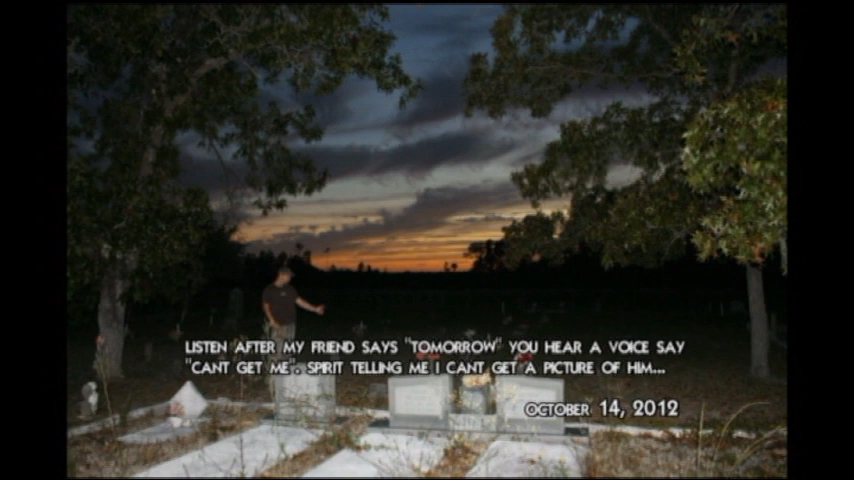 LISTEN AFTER MY FRIEND SAYS "TOMORROW" YOU HEAR A VOICE SAY
"CANT GET ME". SPIRIT TELLING ME I CANT GET A PICTURE OF HIM...
OCTOBER 14, 2012